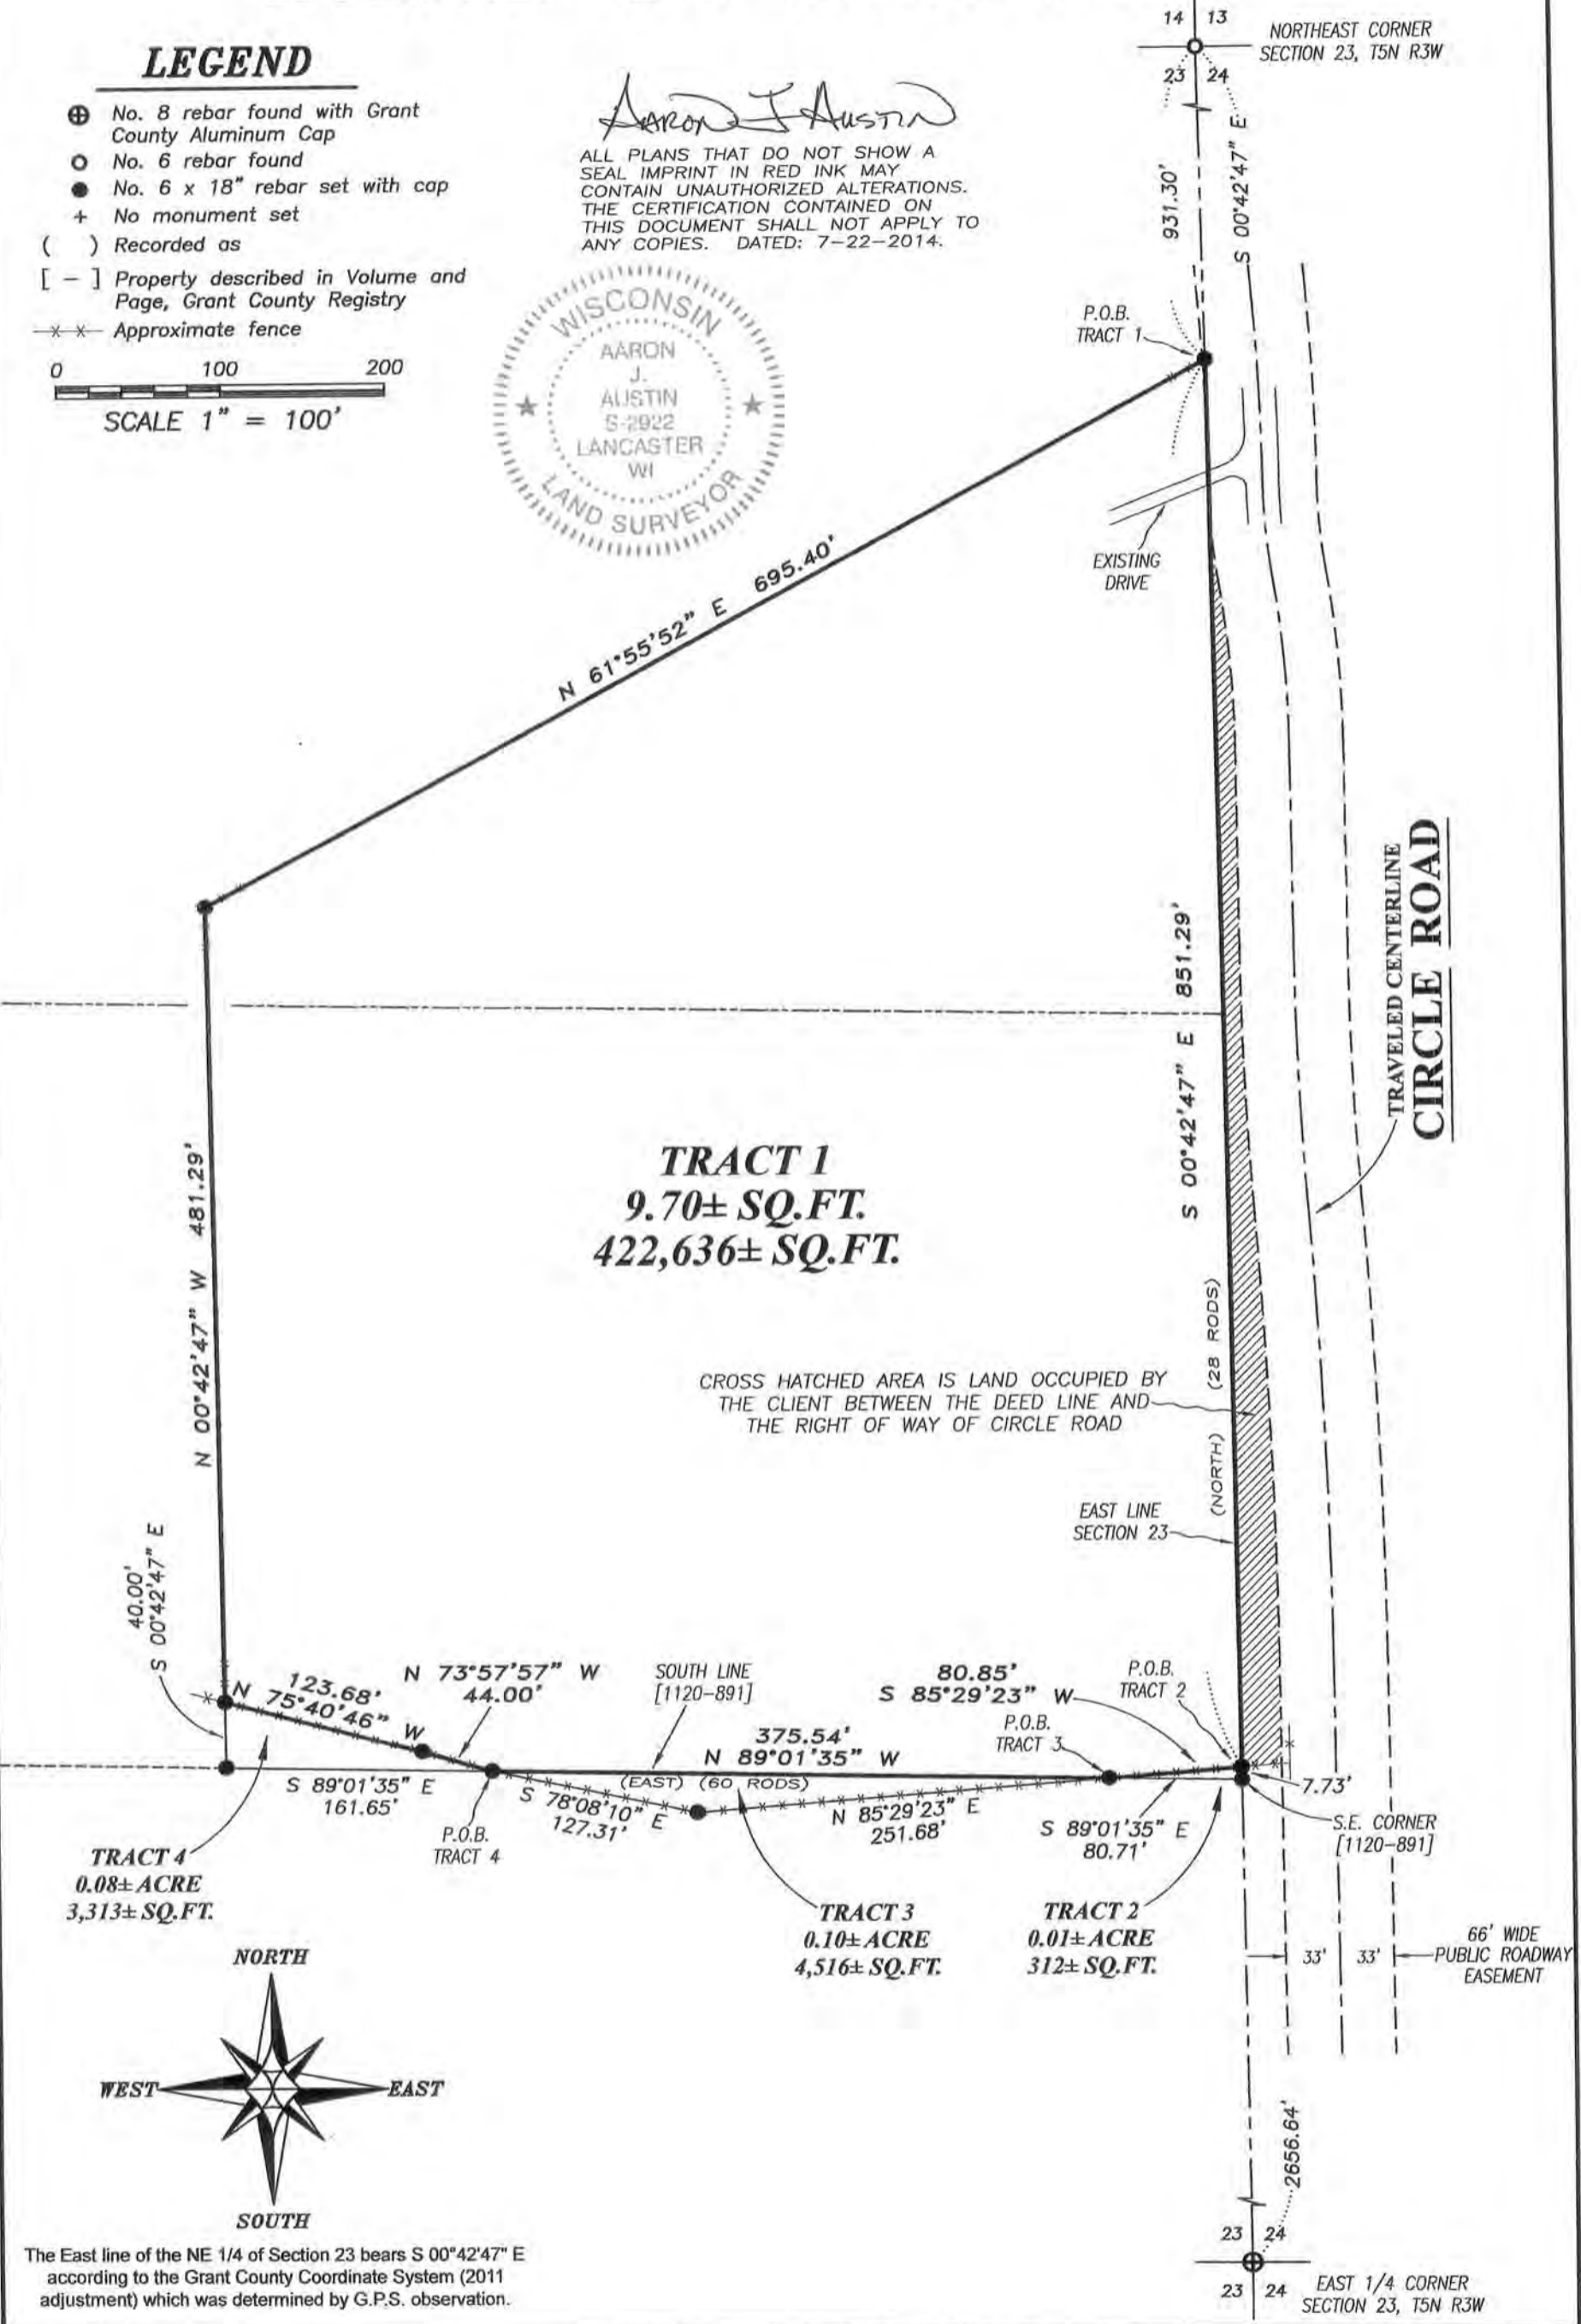 LEGEND
No. 8 rebar found with Grant
County Aluminum Cap
No. 6 rebar found
No. 6 x 18" rebar set with cap
+ No monument set
( ) Recorded as
[ - ] Property described in Volume and
Page, Grant County Registry
-x-x- Approximate fence
0 100 200
SCALE 1" = 100'
AARON J AUSTIN
ALL PLANS THAT DO NOT SHOW A
SEAL IMPRINT IN RED INK MAY
CONTAIN UNAUTHORIZED ALTERATIONS.
THE CERTIFICATION CONTAINED ON
THIS DOCUMENT SHALL NOT APPLY TO
ANY COPIES. DATED: 7-22-2014.
WISCONSIN
AARON
J.
AUSTIN
S-2922
LANCASTER
WI
LAND SURVEYOR
14 13
23 24
NORTHEAST CORNER
SECTION 23, T5N R3W
931.30'
S 00°42'47" E
P.O.B.
TRACT 1
EXISTING
DRIVE
N 61°55'52" E 695.40'
S 00°42'47" E 851.29'
TRAVELED CENTERLINE
CIRCLE ROAD
N 00°42'47" W 481.29'
TRACT 1
9.70± SQ.FT.
422,636± SQ.FT.
(NORTH) (28 RODS)
CROSS HATCHED AREA IS LAND OCCUPIED BY
THE CLIENT BETWEEN THE DEED LINE AND
THE RIGHT OF WAY OF CIRCLE ROAD
EAST LINE
SECTION 23
40.00'
S 00°42'47" E
123.68'
N 75°40'46" W
N 73°57'57" W
44.00'
SOUTH LINE
[1120-891]
80.85'
S 85°29'23" W
P.O.B.
TRACT 2
P.O.B.
TRACT 3
375.54'
N 89°01'35" W
(EAST) (60 RODS)
7.73'
S 89°01'35" E
161.65'
S 78°08'10" E
127.31'
N 85°29'23" E
251.68'
S 89°01'35" E
80.71'
S.E. CORNER
[1120-891]
P.O.B.
TRACT 4
TRACT 4
0.08± ACRE
3,313± SQ.FT.
TRACT 3
0.10± ACRE
4,516± SQ.FT.
TRACT 2
0.01± ACRE
312± SQ.FT.
33' 33'
66' WIDE
PUBLIC ROADWAY
EASEMENT
NORTH
WEST
EAST
SOUTH
2656.64'
23 24
23 24
EAST 1/4 CORNER
SECTION 23, T5N R3W
The East line of the NE 1/4 of Section 23 bears S 00°42'47" E
according to the Grant County Coordinate System (2011
adjustment) which was determined by G.P.S. observation.